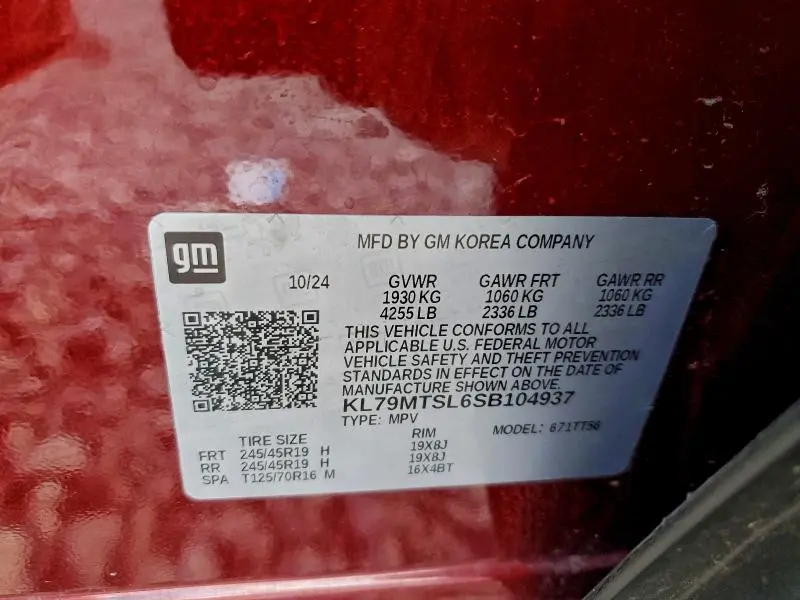 gm
MFD BY GM KOREA COMPANY
10/24 GVWR GAWR FRT GAWR RR
1930 KG 1060 KG 1060 KG
4255 LB 2336 LB 2336 LB
THIS VEHICLE CONFORMS TO ALL
APPLICABLE U.S. FEDERAL MOTOR
VEHICLE SAFETY AND THEFT PREVENTION
STANDARDS IN EFFECT ON THE DATE OF
MANUFACTURE SHOWN ABOVE.
KL79MTSL6SB104937
TYPE: MPV MODEL:
TIRE SIZE RIM
FRT 245/45R19 H 19X8J
RR 245/45R19 H 19X8J
SPA T125/70R16 M 16X4BT